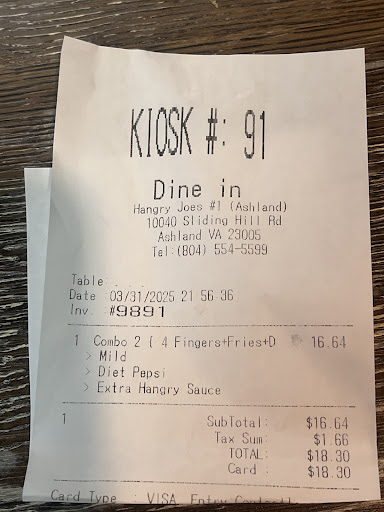 KIOSK #: 91
Dine in
Hangry Joes #1 (Ashland)
10040 Sliding Hill Rd
Ashland VA 23005
Tel:(804) 554-5599
Table
Date 03/31/2025 21 56 36
Inv. #9891
1 Combo 2 ( 4 Fingers+Fries+D 16.64
> Mild
> Diet Pepsi
> Extra Hangry Sauce
1
SubTotal: $16.64
Tax Sum: $1.66
TOTAL: $18.30
Card : $18.30
Card Type : VISA Entry